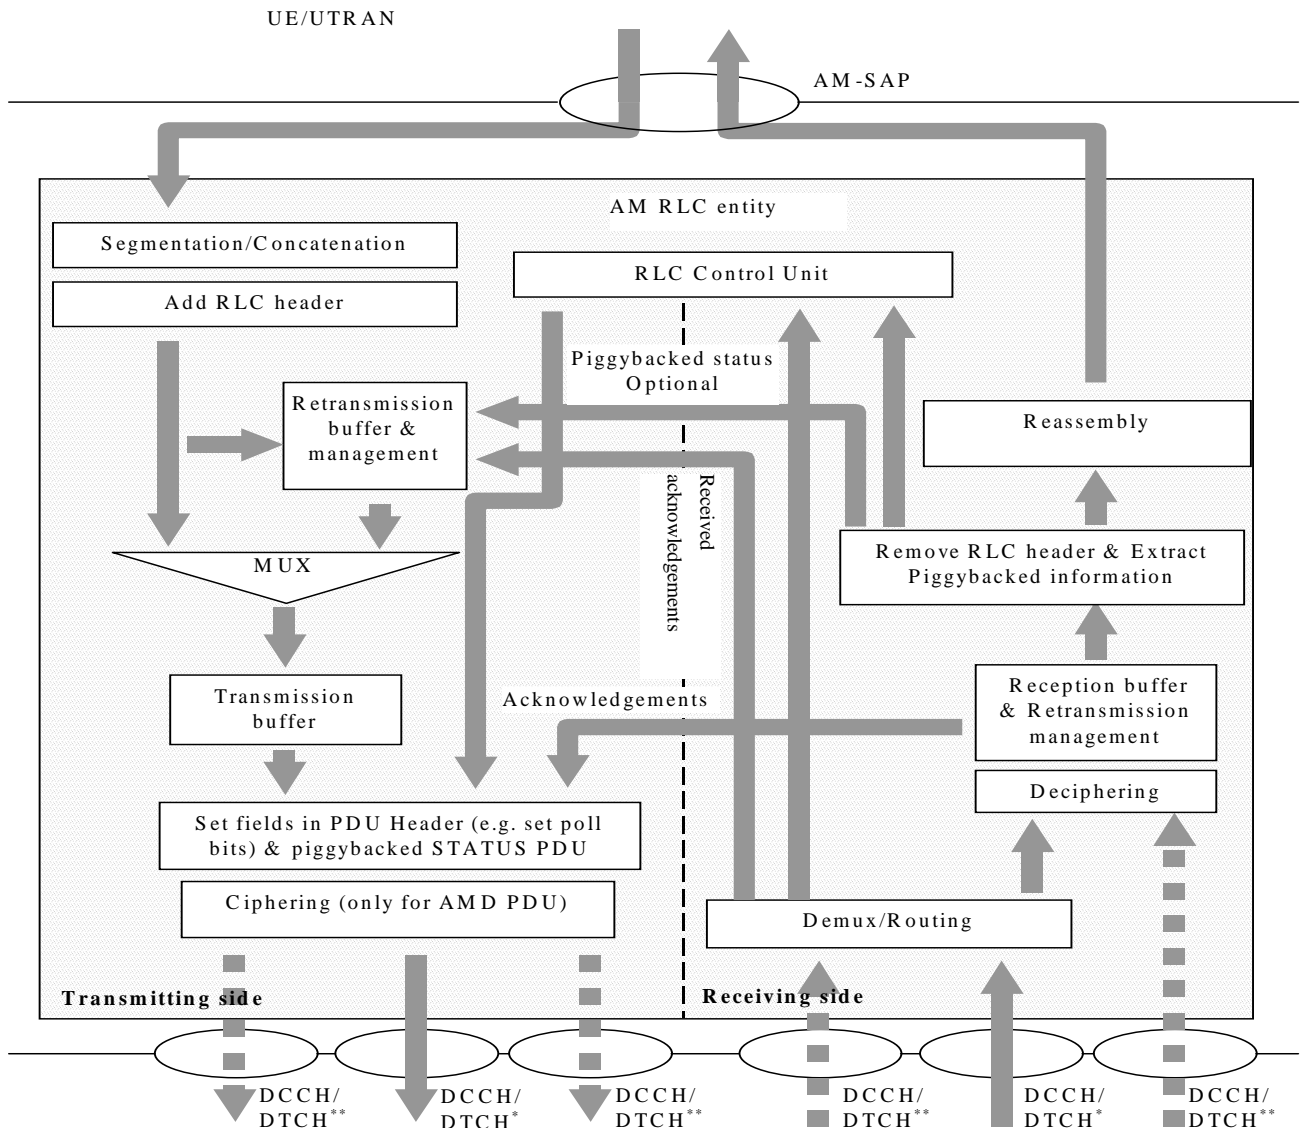 UE/UTRAN
AM-SAP
AM RLC entity
Segmentation/Concatenation
Add RLC header
RLC Control Unit
Piggybacked status
Optional
Retransmission
buffer &
management
Reassembly
Received
acknowledgements
MUX
Remove RLC header & Extract
Piggybacked information
Transmission
buffer
Acknowledgements
Reception buffer
& Retransmission
management
Deciphering
Set fields in PDU Header (e.g. set poll
bits) & piggybacked STATUS PDU
Ciphering (only for AMD PDU)
Demux/Routing
Transmitting side
Receiving side
DCCH/
DTCH**
DCCH/
DTCH*
DCCH/
DTCH**
DCCH/
DTCH**
DCCH/
DTCH*
DCCH/
DTCH**